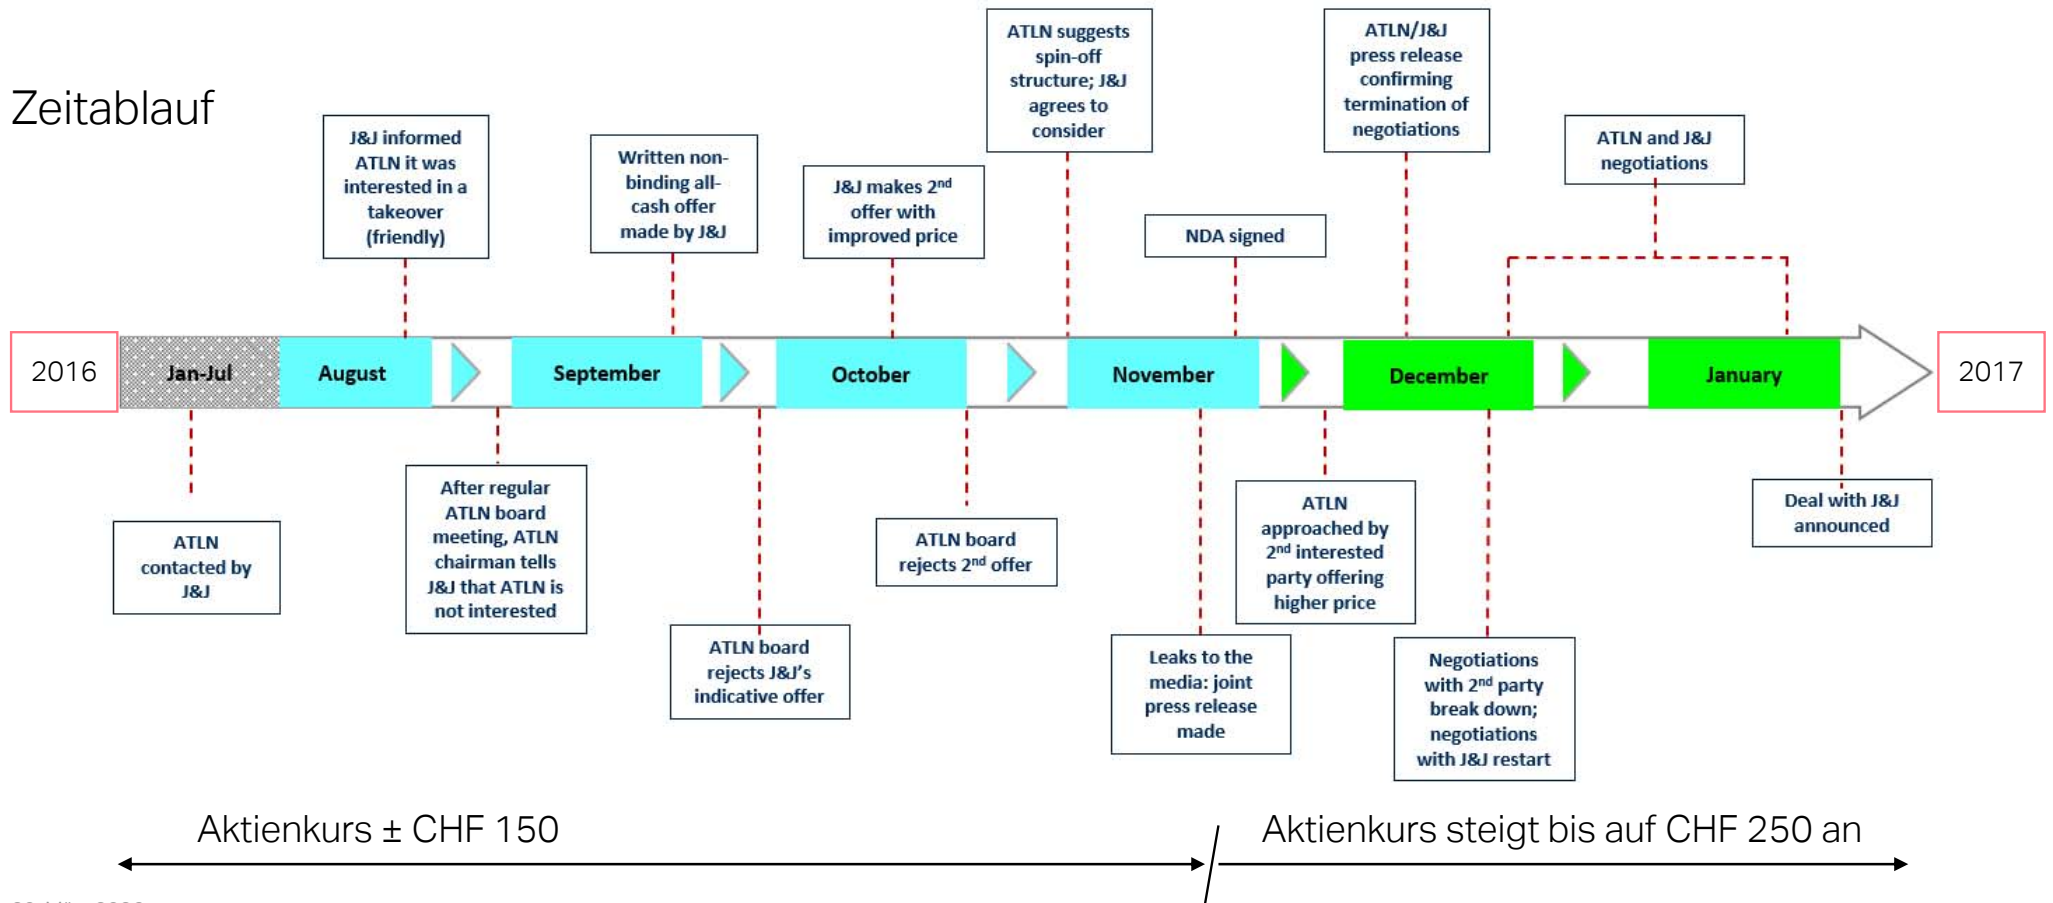 Zeitablauf
J&J informed
ATLN it was
interested in a
takeover
(friendly)
Written non-
binding all-
cash offer
made by J&J
J&J makes 2nd
offer with
improved price
ATLN suggests
spin-off
structure; J&J
agrees to
consider
NDA signed
ATLN/J&J
press release
confirming
termination of
negotiations
ATLN and J&J
negotiations
2016
Jan-Jul
August
September
October
November
December
January
2017
ATLN
contacted by
J&J
After regular
ATLN board
meeting, ATLN
chairman tells
J&J that ATLN is
not interested
ATLN board
rejects J&J’s
indicative offer
ATLN board
rejects 2nd offer
Leaks to the
media: joint
press release
made
ATLN
approached by
2nd interested
party offering
higher price
Negotiations
with 2nd party
break down;
negotiations
with J&J restart
Deal with J&J
announced
Aktienkurs ± CHF 150
Aktienkurs steigt bis auf CHF 250 an